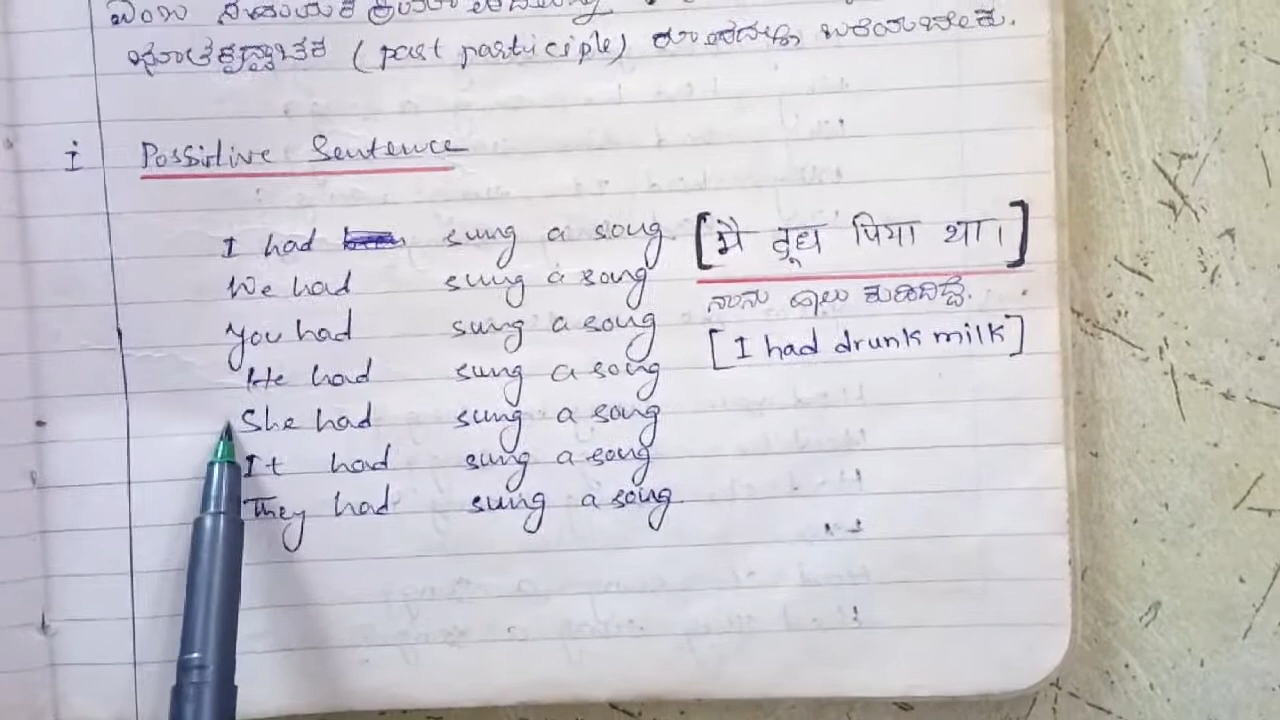 (past participle)
i Possitive Sentence
I had sung a song [मै दूध पिया था।]
We had sung a song ನಾನು ಹಾಲು ಕುಡಿದಿದ್ದೆ.
You had sung a song [I had drunk milk]
He had sung a song
She had sung a song
It had sung a song
They had sung a song